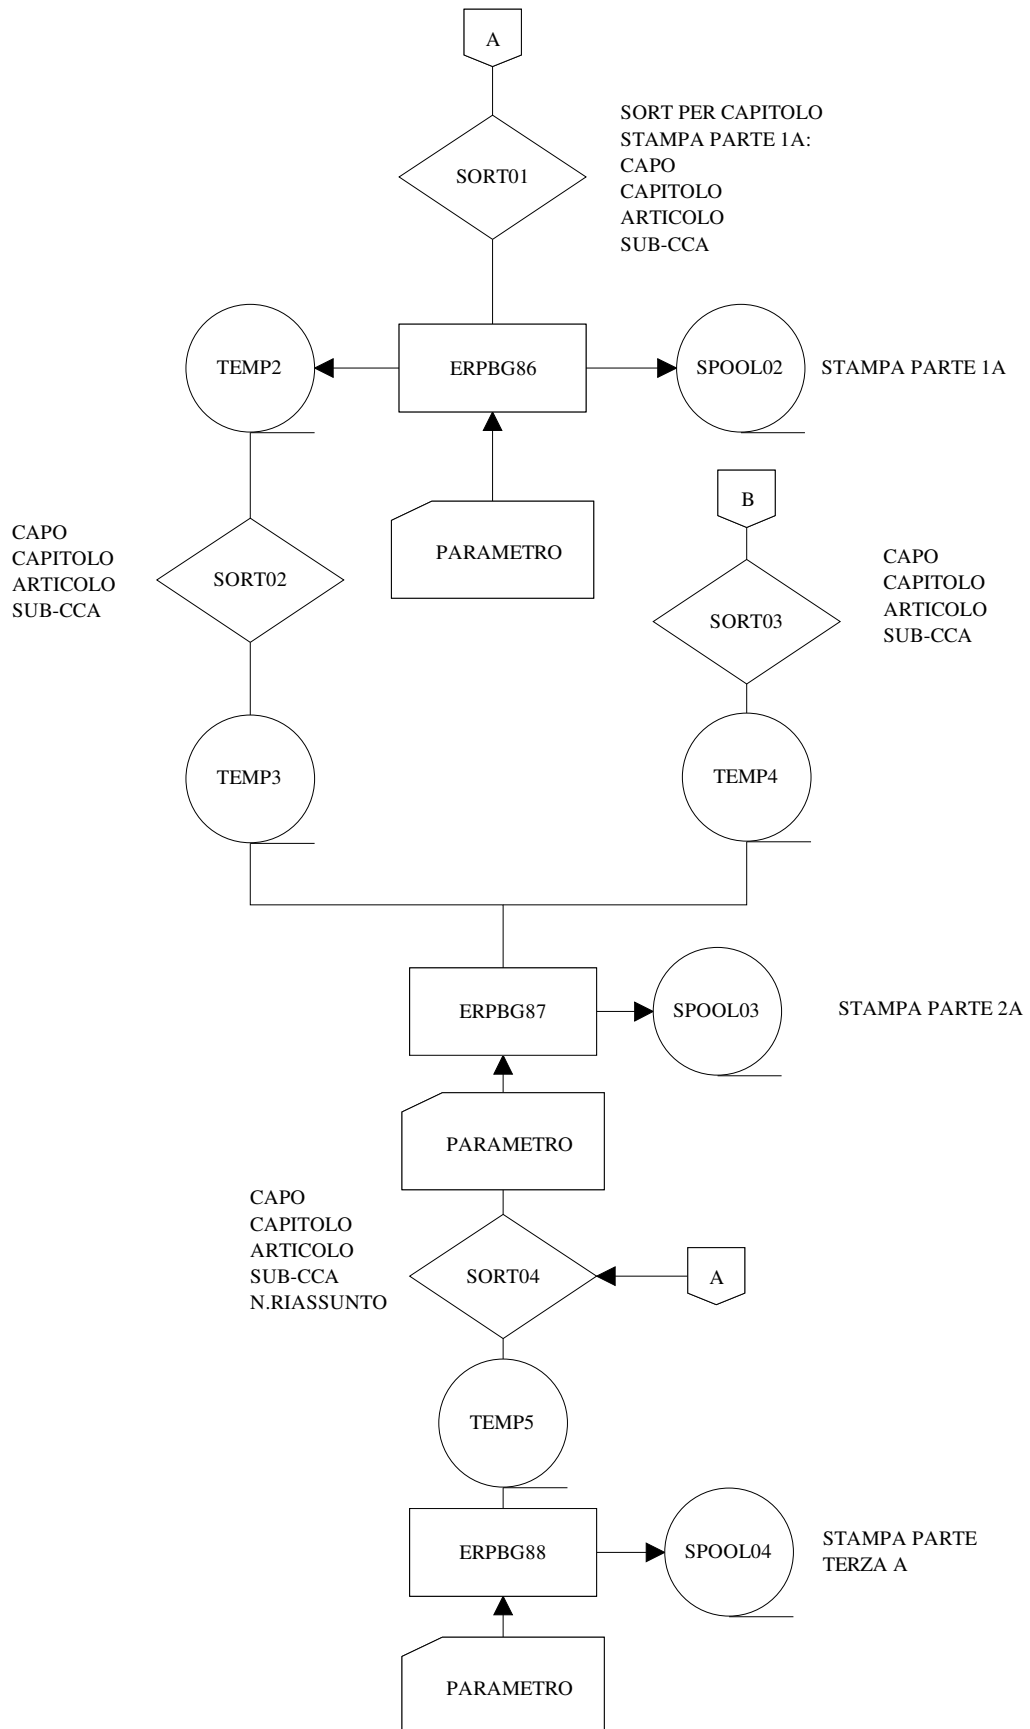 A
SORT PER CAPITOLO
STAMPA PARTE 1A:
CAPO
CAPITOLO
ARTICOLO
SUB-CCA
SORT01
TEMP2
ERPBG86
SPOOL02
STAMPA PARTE 1A
B
CAPO
CAPITOLO
ARTICOLO
SUB-CCA
SORT02
PARAMETRO
SORT03
CAPO
CAPITOLO
ARTICOLO
SUB-CCA
TEMP3
TEMP4
ERPBG87
SPOOL03
STAMPA PARTE 2A
PARAMETRO
CAPO
CAPITOLO
ARTICOLO
SUB-CCA
N.RIASSUNTO
SORT04
A
TEMP5
ERPBG88
SPOOL04
STAMPA PARTE
TERZA A
PARAMETRO